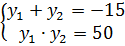 y₁ + y₂ = −15
y₁ · y₂ = 50